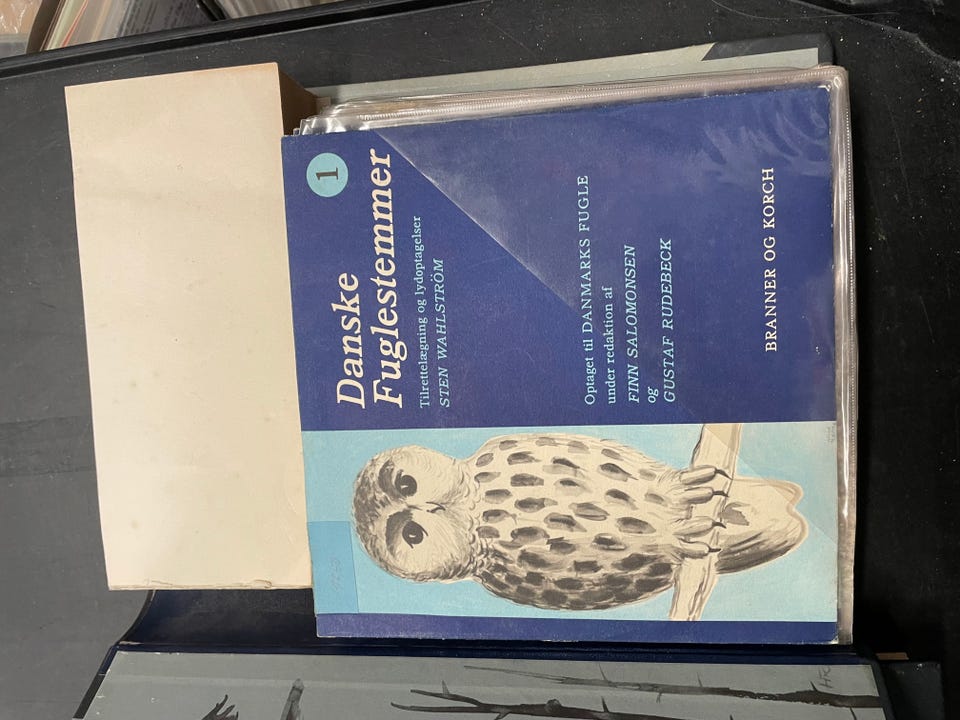 1
Danske
Fuglestemmer
Tilrettelægning og lydoptagelser
STEN WAHLSTRÖM
Optaget til DANMARKS FUGLE
under redaktion af
FINN SALOMONSEN
og
GUSTAF RUDEBECK
BRANNER OG KORCH
HK